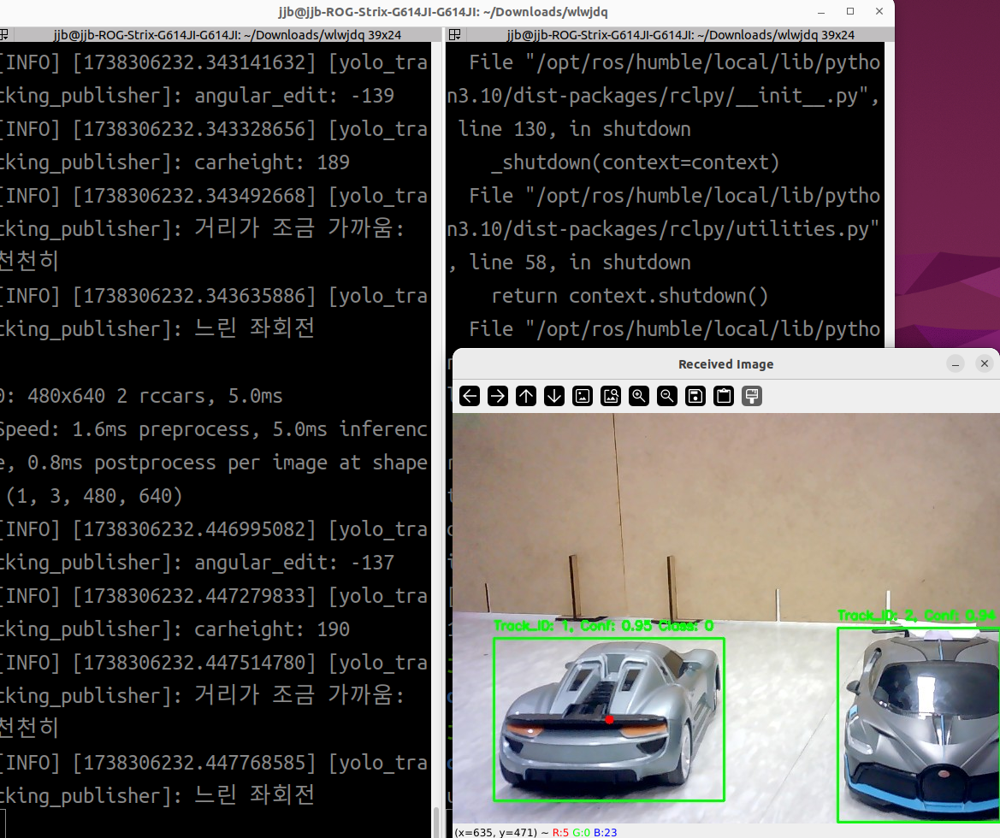 jjb@jjb-ROG-Strix-G614JI-G614JI: ~/Downloads/wlwjdq
jjb@jjb-ROG-Strix-G614JI-G614JI: ~/Downloads/wlwjdq 39x24
[INFO] [1738306232.343141632] [yolo_tra
cking_publisher]: angular_edit: -139
[INFO] [1738306232.343328656] [yolo_tra
cking_publisher]: carheight: 189
[INFO] [1738306232.343492668] [yolo_tra
cking_publisher]: 거리가 조금 가까움:
천천히
[INFO] [1738306232.343635886] [yolo_tra
cking_publisher]: 느린 좌회전
0: 480x640 2 rccars, 5.0ms
Speed: 1.6ms preprocess, 5.0ms inferenc
e, 0.8ms postprocess per image at shape
(1, 3, 480, 640)
[INFO] [1738306232.446995082] [yolo_tra
cking_publisher]: angular_edit: -137
[INFO] [1738306232.447279833] [yolo_tra
cking_publisher]: carheight: 190
[INFO] [1738306232.447514780] [yolo_tra
cking_publisher]: 거리가 조금 가까움:
천천히
[INFO] [1738306232.447768585] [yolo_tra
cking_publisher]: 느린 좌회전
jjb@jjb-ROG-Strix-G614JI-G614JI: ~/Downloads/wlwjdq 39x24
File "/opt/ros/humble/local/lib/pytho
n3.10/dist-packages/rclpy/__init__.py",
line 130, in shutdown
_shutdown(context=context)
File "/opt/ros/humble/local/lib/pytho
n3.10/dist-packages/rclpy/utilities.py"
, line 58, in shutdown
return context.shutdown()
File "/opt/ros/humble/local/lib/pytho
Received Image
Track_ID: 1, Conf: 0.95 Class: 0
Track_ID: 2, Conf: 0.94
(x=635, y=471) ~ R:5 G:0 B:23